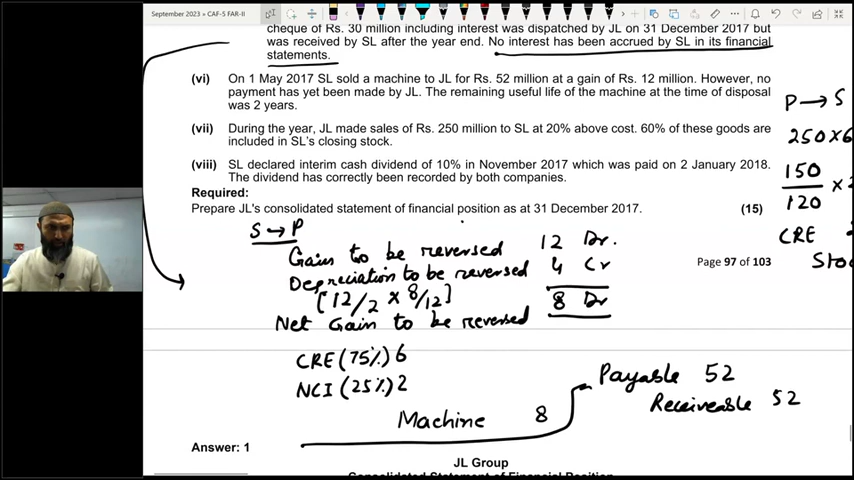 September 2023 » CAF-5 FAR-II
cheque of Rs. 30 million including interest was dispatched by JL on 31 December 2017 but
was received by SL after the year end. No interest has been accrued by SL in its financial
statements.
(vi) On 1 May 2017 SL sold a machine to JL for Rs. 52 million at a gain of Rs. 12 million. However, no
payment has yet been made by JL. The remaining useful life of the machine at the time of disposal
was 2 years.
(vii) During the year, JL made sales of Rs. 250 million to SL at 20% above cost. 60% of these goods are
included in SL's closing stock.
(viii) SL declared interim cash dividend of 10% in November 2017 which was paid on 2 January 2018.
The dividend has correctly been recorded by both companies.
Required:
Prepare JL's consolidated statement of financial position as at 31 December 2017. (15)
P → S
250×6
150
120
CRE
Page 97 of 103
S → P
Gain to be reversed 12 Dr.
Depreciation to be reversed 4 Cr
[12/2 × 8/12] 8 Dr
Net Gain to be reversed
CRE (75%) 6
NCI (25%) 2
Machine 8
Payable 52
Receiveable 52
Answer: 1
JL Group
Consolidated Statement of Financial Position